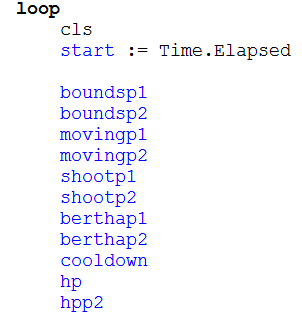 loop
cls
start := Time.Elapsed
boundsp1
boundsp2
movingp1
movingp2
shootp1
shootp2
berthap1
berthap2
cooldown
hp
hpp2